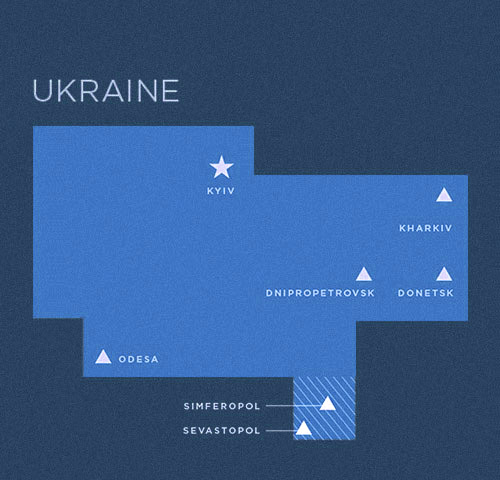 UKRAINE
KYIV
KHARKIV
DNIPROPETROVSK
DONETSK
ODESA
SIMFEROPOL
SEVASTOPOL